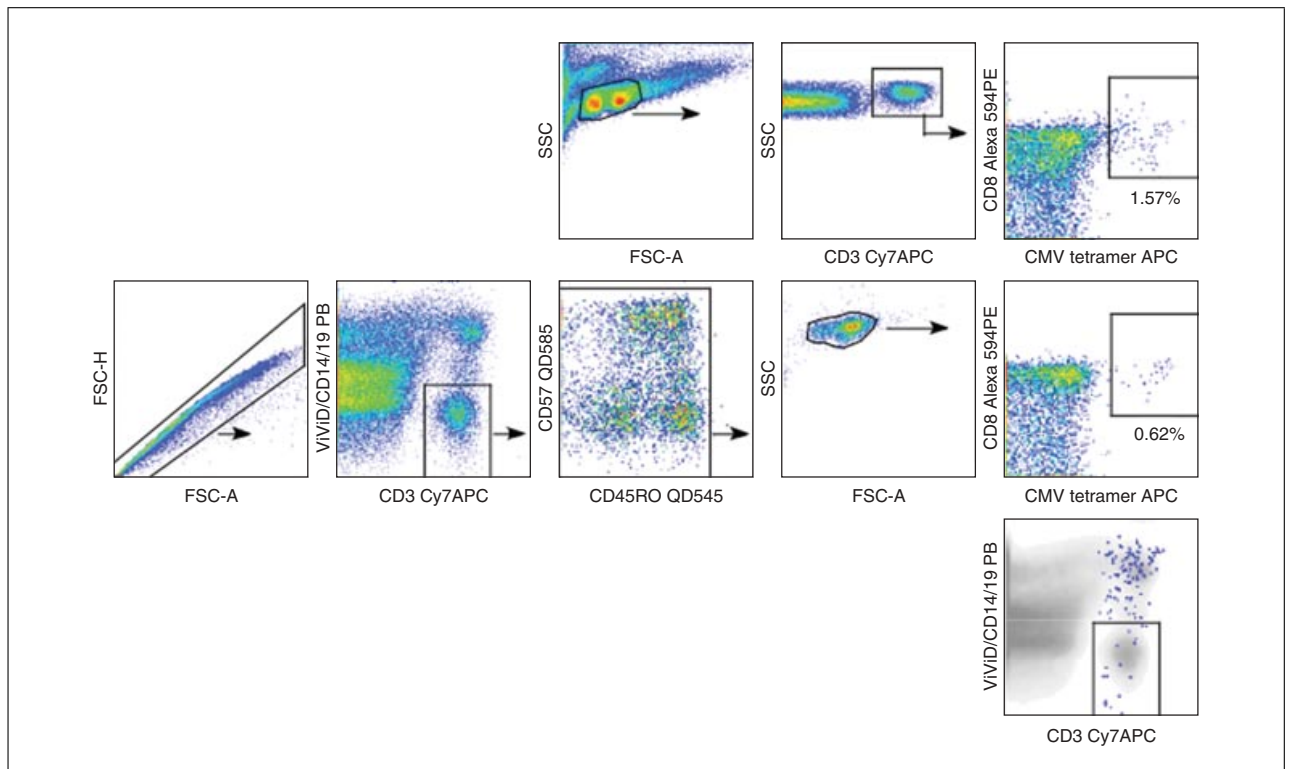 SSC
FSC-A
SSC
CD3 Cy7APC
CD8 Alexa 594PE
1.57%
CMV tetramer APC
FSC-H
FSC-A
ViViD/CD14/19 PB
CD3 Cy7APC
CD57 QD585
CD45RO QD545
SSC
FSC-A
CD8 Alexa 594PE
0.62%
CMV tetramer APC
ViViD/CD14/19 PB
CD3 Cy7APC